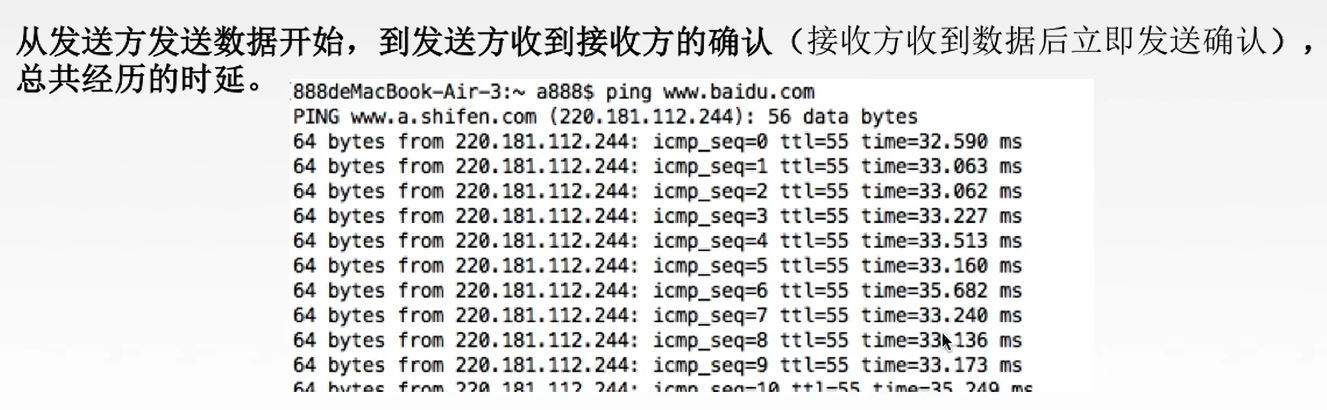 从发送方发送数据开始，到发送方收到接收方的确认（接收方收到数据后立即发送确认），
总共经历的时延。
888deMacBook-Air-3:~ a888$ ping www.baidu.com
PING www.a.shifen.com (220.181.112.244): 56 data bytes
64 bytes from 220.181.112.244: icmp_seq=0 ttl=55 time=32.590 ms
64 bytes from 220.181.112.244: icmp_seq=1 ttl=55 time=33.063 ms
64 bytes from 220.181.112.244: icmp_seq=2 ttl=55 time=33.062 ms
64 bytes from 220.181.112.244: icmp_seq=3 ttl=55 time=33.227 ms
64 bytes from 220.181.112.244: icmp_seq=4 ttl=55 time=33.513 ms
64 bytes from 220.181.112.244: icmp_seq=5 ttl=55 time=33.160 ms
64 bytes from 220.181.112.244: icmp_seq=6 ttl=55 time=35.682 ms
64 bytes from 220.181.112.244: icmp_seq=7 ttl=55 time=33.240 ms
64 bytes from 220.181.112.244: icmp_seq=8 ttl=55 time=33.136 ms
64 bytes from 220.181.112.244: icmp_seq=9 ttl=55 time=33.173 ms
64 bytes from 220.181.112.244: icmp_seq=10 ttl=55 time=35.249 ms